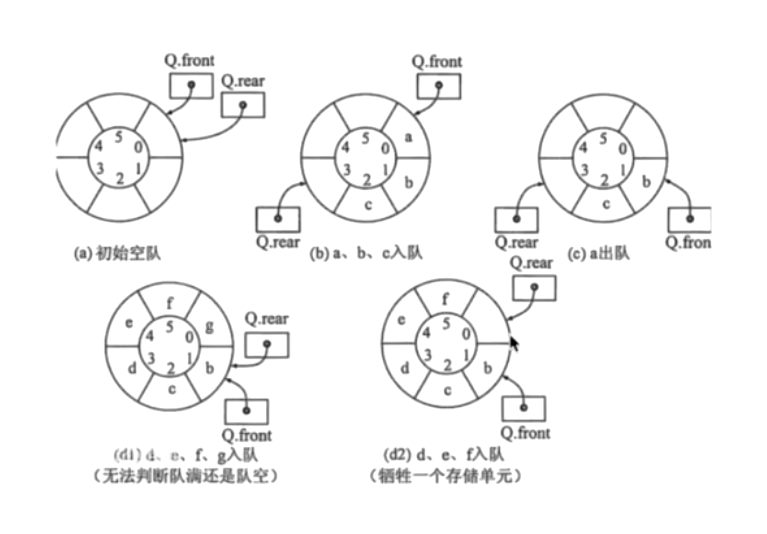 Q.front
Q.rear
5
4 0
3 1
2
(a) 初始空队
Q.front
5
4 0
3 1
2
a
b
c
Q.rear
(b) a、b、c入队
5
4 0
3 1
2
b
c
Q.rear
Q.fron
(c) a出队
f
e
g
5
4 0
3 1
2
d
b
c
Q.rear
Q.front
(d1) d、e、f、g入队
（无法判断队满还是队空）
Q.rear
f
e
5
4 0
3 1
2
d
b
c
Q.front
(d2) d、e、f入队
（牺牲一个存储单元）